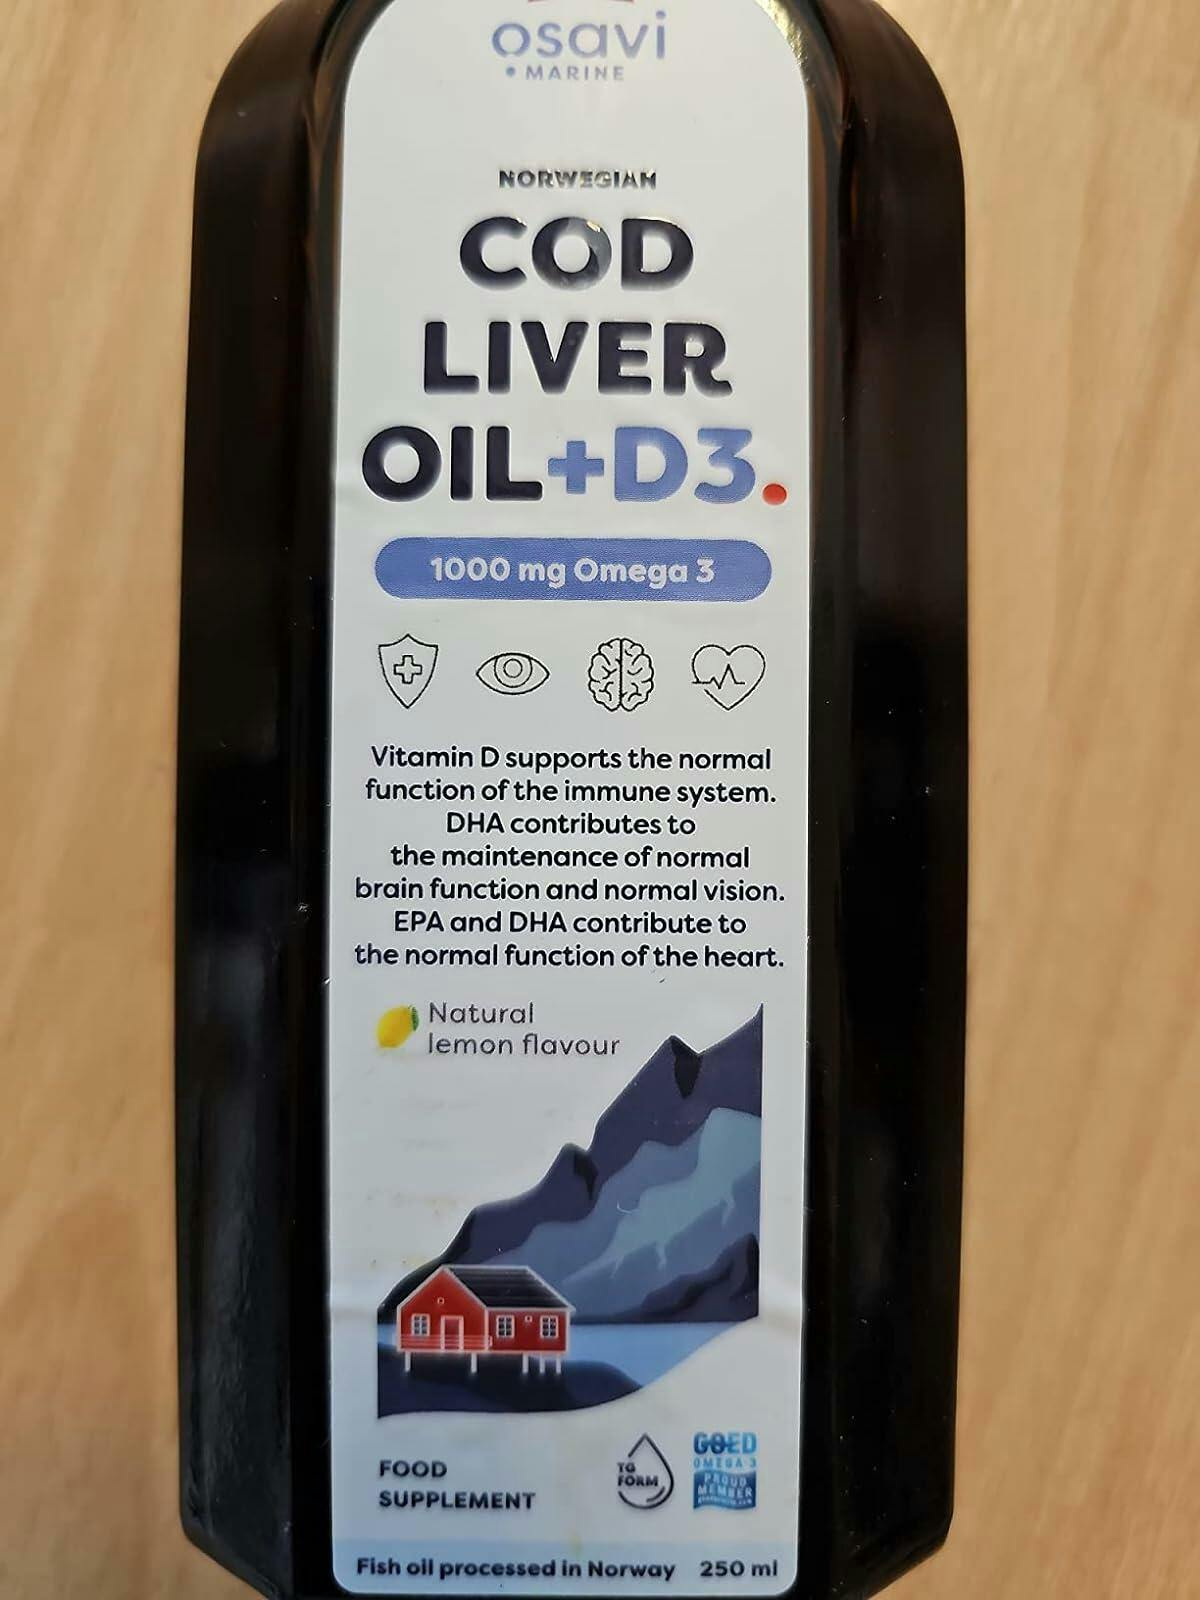 osavi
MARINE
NORWEGIAN
COD
LIVER
OIL+D3.
1000 mg Omega 3
Vitamin D supports the normal
function of the immune system.
DHA contributes to
the maintenance of normal
brain function and normal vision.
EPA and DHA contribute to
the normal function of the heart.
Natural
lemon flavour
TG
FORM
GOED
OMEGA-3
PROUD
MEMBER
FOOD
SUPPLEMENT
Fish oil processed in Norway 250 ml